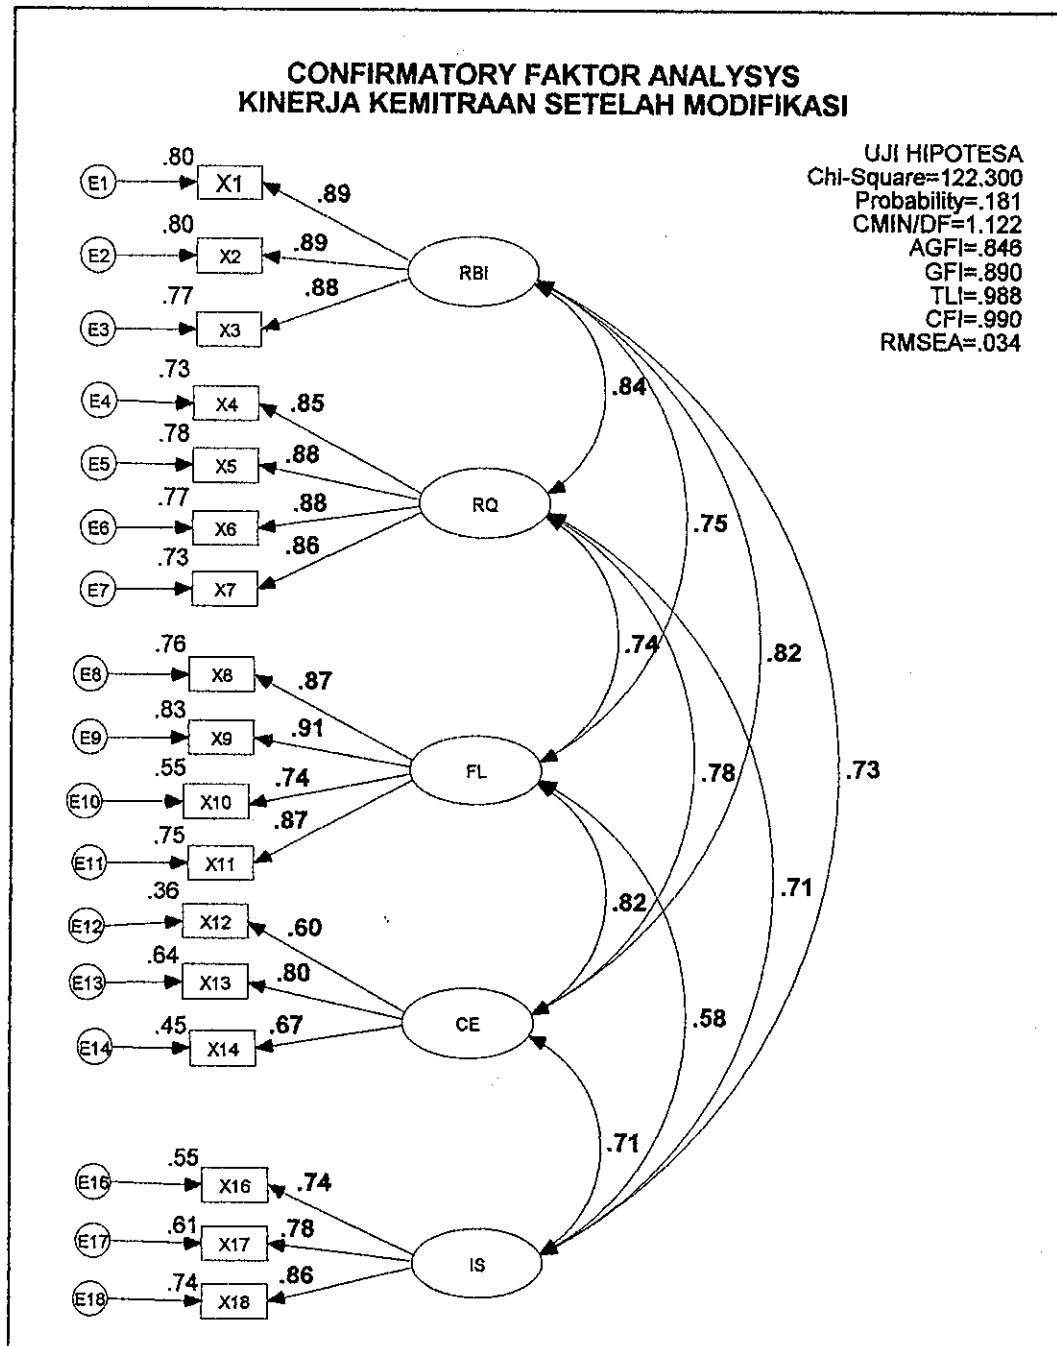 CONFIRMATORY FAKTOR ANALYSYS
KINERJA KEMITRAAN SETELAH MODIFIKASI
UJI HIPOTESA
Chi-Square=122.300
Probability=.181
CMIN/DF=1.122
AGFI=.846
GFI=.890
TLI=.988
CFI=.990
RMSEA=.034
.80
E1 X1 .89
.80
E2 X2 .89
RBI
.77
E3 X3 .88
.73
E4 X4 .85
.84
.78
E5 X5 .88
RQ
.77
E6 X6 .88
.75
.73
E7 X7 .86
.74
.82
.76
E8 X8 .87
.83
E9 X9 .91
FL
.78
.73
.55
E10 X10 .74
.75
E11 X11 .87
.71
.36
E12 X12 .60
.82
.64
E13 X13 .80
CE
.58
.45
E14 X14 .67
.71
.55
E16 X16 .74
.61
E17 X17 .78
IS
.74
E18 X18 .86